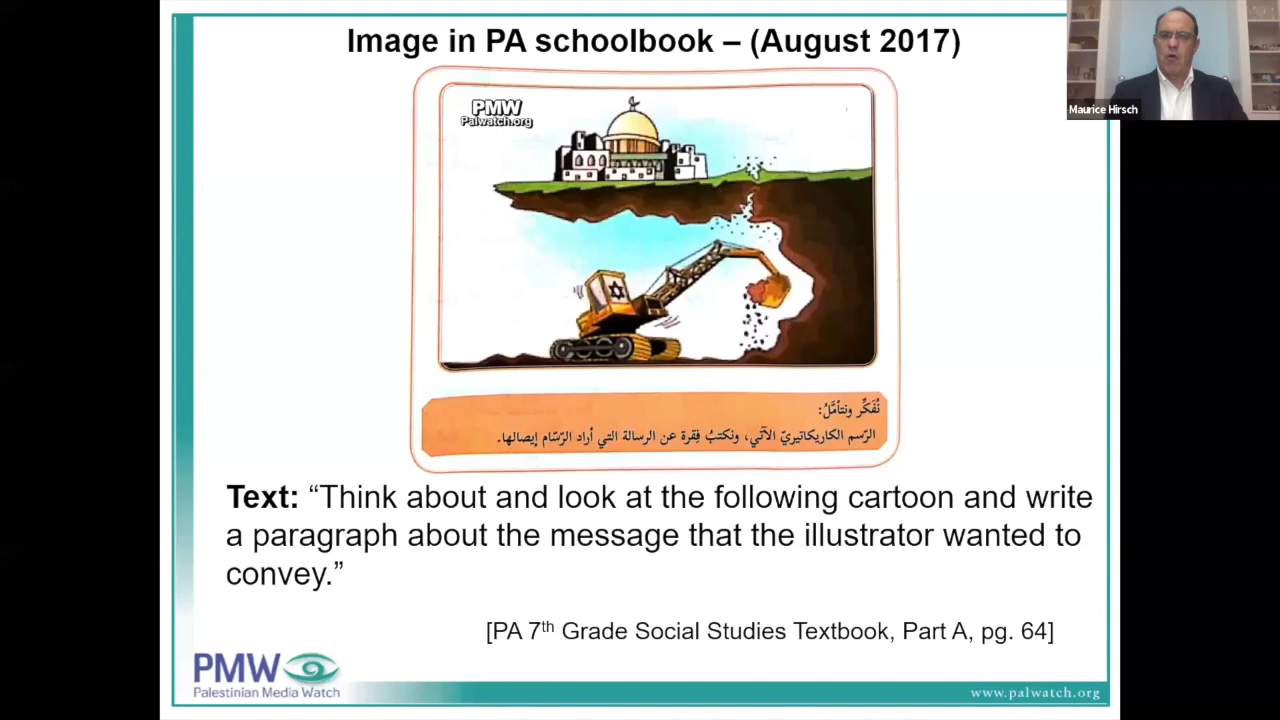 Image in PA schoolbook – (August 2017)
Maurice Hirsch
PMW
Palwatch.org
نُفَكِّر ونتأمَّلُ:
الرّسم الكاريكاتيريّ الآتي، ونكتبُ فِقرة عن الرسالة التي أراد الرّسّام إيصالها.
Text: “Think about and look at the following cartoon and write
a paragraph about the message that the illustrator wanted to
convey.”
[PA 7th Grade Social Studies Textbook, Part A, pg. 64]
PMW
Palestinian Media Watch
www.palwatch.org